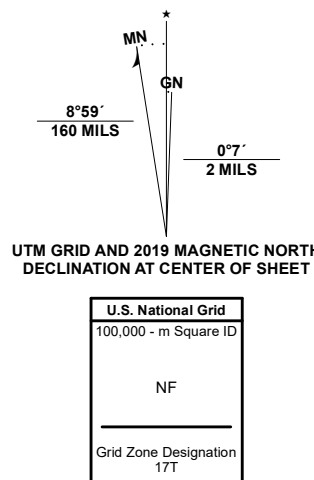 ★
MN
GN
8°59´
160 MILS
0°7´
2 MILS
UTM GRID AND 2019 MAGNETIC NORTH
DECLINATION AT CENTER OF SHEET
U.S. National Grid
100,000 - m Square ID
NF
Grid Zone Designation
17T